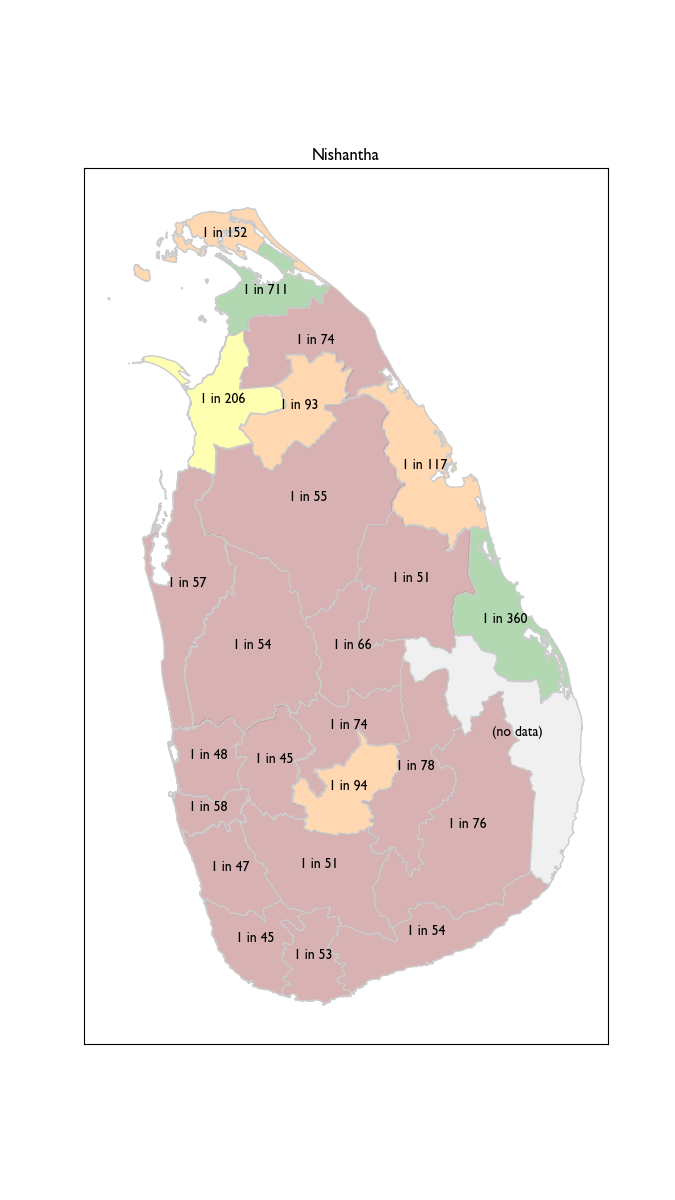 Nishantha
1 in 152
1 in 711
1 in 74
1 in 206
1 in 93
1 in 117
1 in 55
1 in 51
1 in 57
1 in 360
1 in 54
1 in 66
1 in 74
(no data)
1 in 48
1 in 45
1 in 78
1 in 94
1 in 58
1 in 76
1 in 51
1 in 47
1 in 54
1 in 45
1 in 53